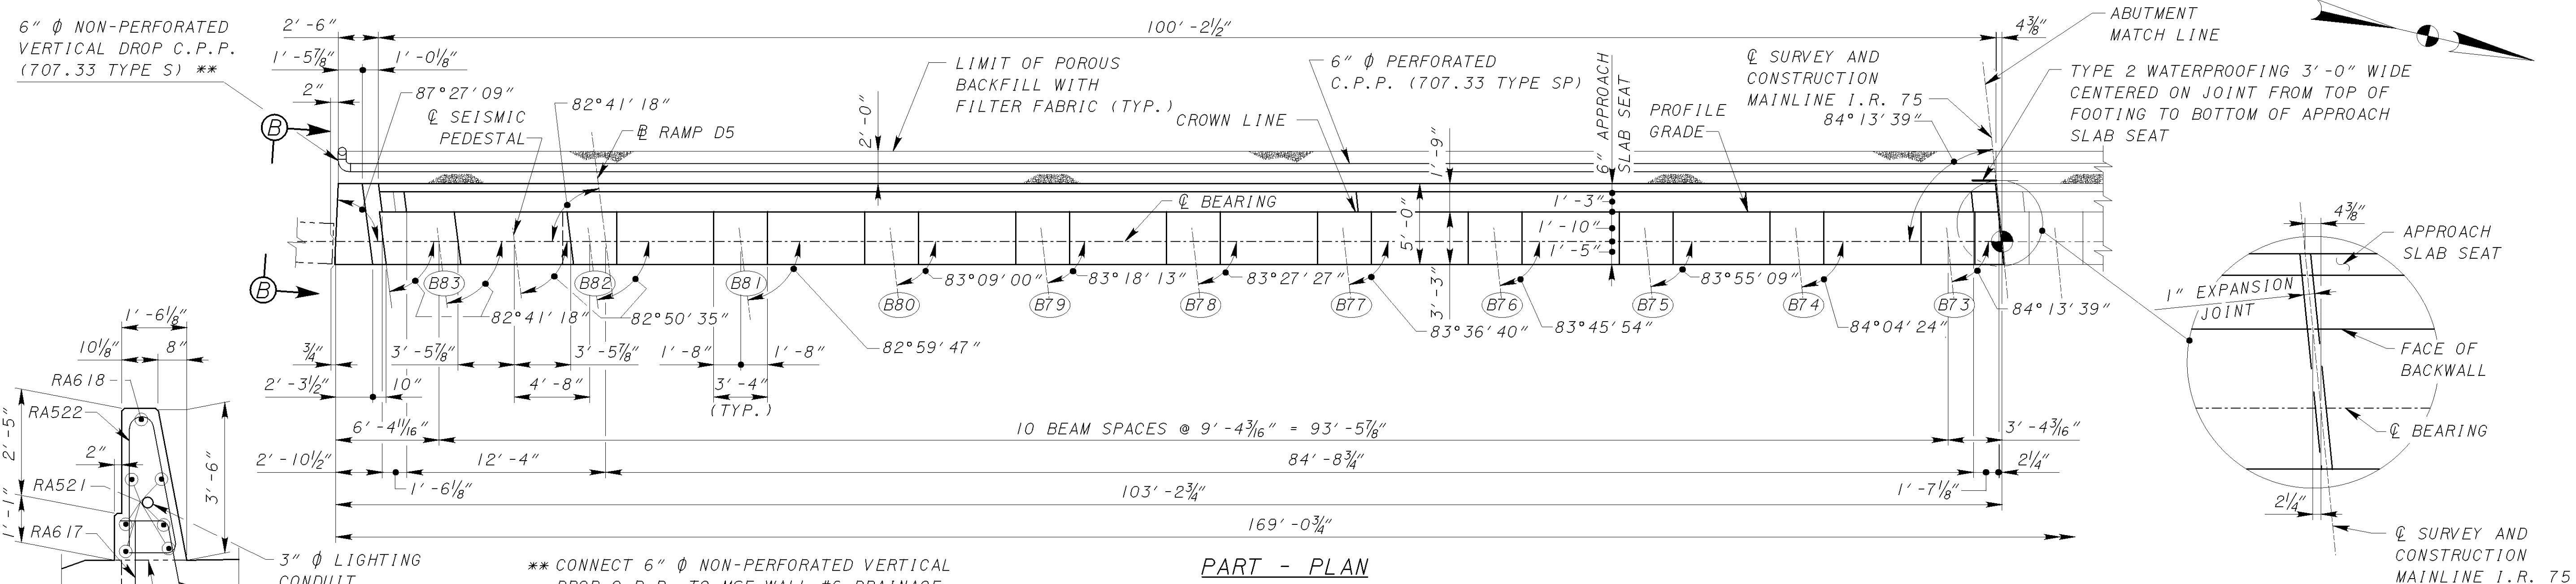 6" ϕ NON-PERFORATED
VERTICAL DROP C.P.P.
(707.33 TYPE S) **
2'-6"
100'-2½"
4⅜"
ABUTMENT
MATCH LINE
1'-5⅞"
1'-0⅛"
2"
87°27'09"
℄ SEISMIC
PEDESTAL
82°41'18"
RAMP D5
2'-0"
LIMIT OF POROUS
BACKFILL WITH
FILTER FABRIC (TYP.)
CROWN LINE
6" ϕ PERFORATED
C.P.P. (707.33 TYPE SP)
1'-9"
6" APPROACH
SLAB SEAT
PROFILE
GRADE
℄ SURVEY AND
CONSTRUCTION
MAINLINE I.R. 75
84°13'39"
TYPE 2 WATERPROOFING 3'-0" WIDE
CENTERED ON JOINT FROM TOP OF
FOOTING TO BOTTOM OF APPROACH
SLAB SEAT
B
B
℄ BEARING
5'-0"
3'-3"
1'-3"
1'-10"
1'-5"
B83
B82
B81
B80
B79
B78
B77
B76
B75
B74
B73
82°41'18"
82°50'35"
82°59'47"
83°09'00"
83°18'13"
83°27'27"
83°36'40"
83°45'54"
83°55'09"
84°04'24"
84°13'39"
¾"
3'-5⅞"
3'-5⅞"
1'-8"
1'-8"
2'-3½"
10"
4'-8"
3'-4"
(TYP.)
6'-4 11/16"
10 BEAM SPACES @ 9'-4 3/16" = 93'-5⅞"
3'-4 3/16"
2'-10½"
12'-4"
84'-8¾"
2¼"
1'-6⅛"
1'-7⅛"
103'-2¾"
169'-0¾"
PART - PLAN
1'-6⅛"
10⅛"
8"
RA618
RA522
2'-5"
2"
RA521
3'-6"
1'-1"
RA617
3" ϕ LIGHTING
CONDUIT
** CONNECT 6" ϕ NON-PERFORATED VERTICAL
DROP C.P.P. TO MSE WALL #6 DRAINAGE
4⅜"
APPROACH
SLAB SEAT
1" EXPANSION
JOINT
FACE OF
BACKWALL
℄ BEARING
2¼"
℄ SURVEY AND
CONSTRUCTION
MAINLINE I.R. 75